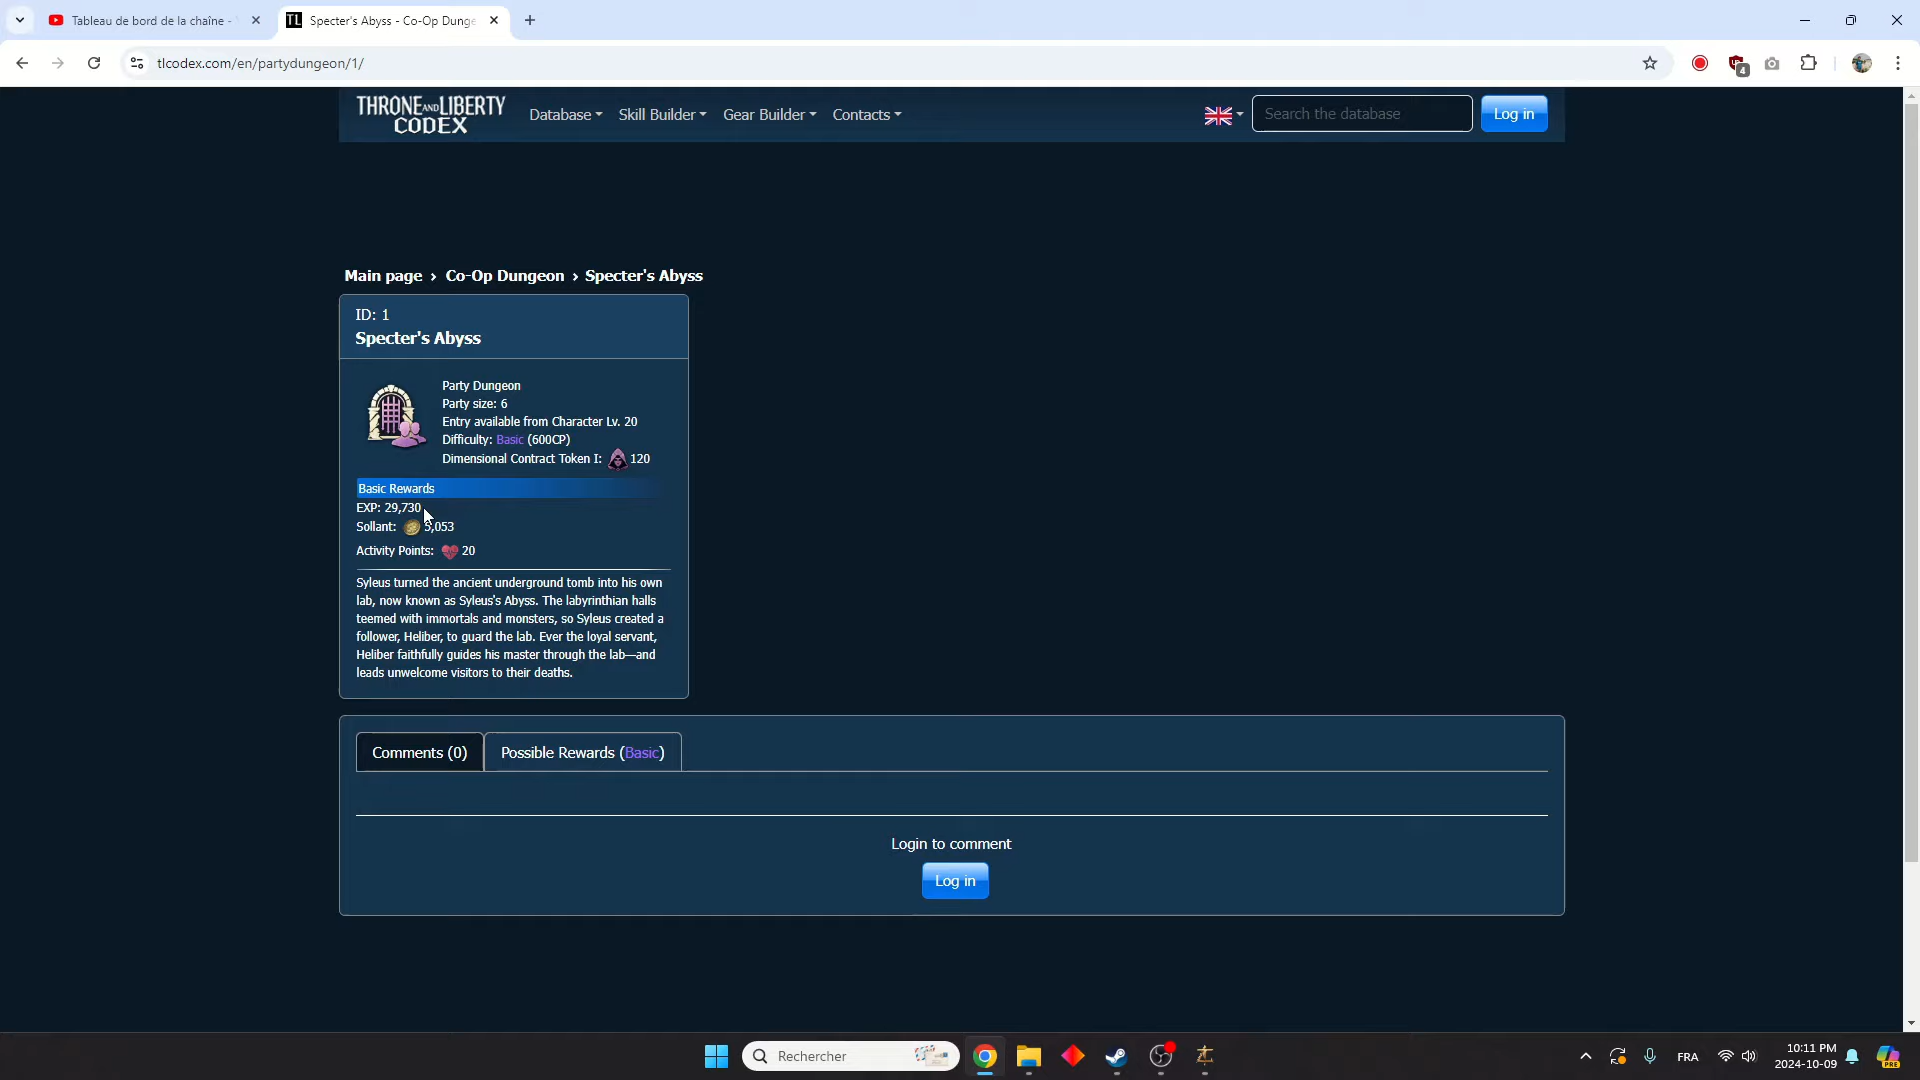 Tableau de bord de la chaîne -
Specter's Abyss - Co-Op Dunge
tlcodex.com/en/partydungeon/1/
4
THRONE AND LIBERTY
CODEX
Database
Skill Builder
Gear Builder
Contacts
Search the database
Log in
Main page › Co-Op Dungeon › Specter's Abyss
ID: 1
Specter's Abyss
Party Dungeon
Party size: 6
Entry available from Character Lv. 20
Difficulty: Basic (600CP)
Dimensional Contract Token I: 120
Basic Rewards
EXP: 29,730
Sollant: 5,053
Activity Points: 20
Syleus turned the ancient underground tomb into his own
lab, now known as Syleus's Abyss. The labyrinthian halls
teemed with immortals and monsters, so Syleus created a
follower, Heliber, to guard the lab. Ever the loyal servant,
Heliber faithfully guides his master through the lab—and
leads unwelcome visitors to their deaths.
Comments (0)
Possible Rewards (Basic)
Login to comment
Log in
Rechercher
FRA
10:11 PM
2024-10-09
PRE